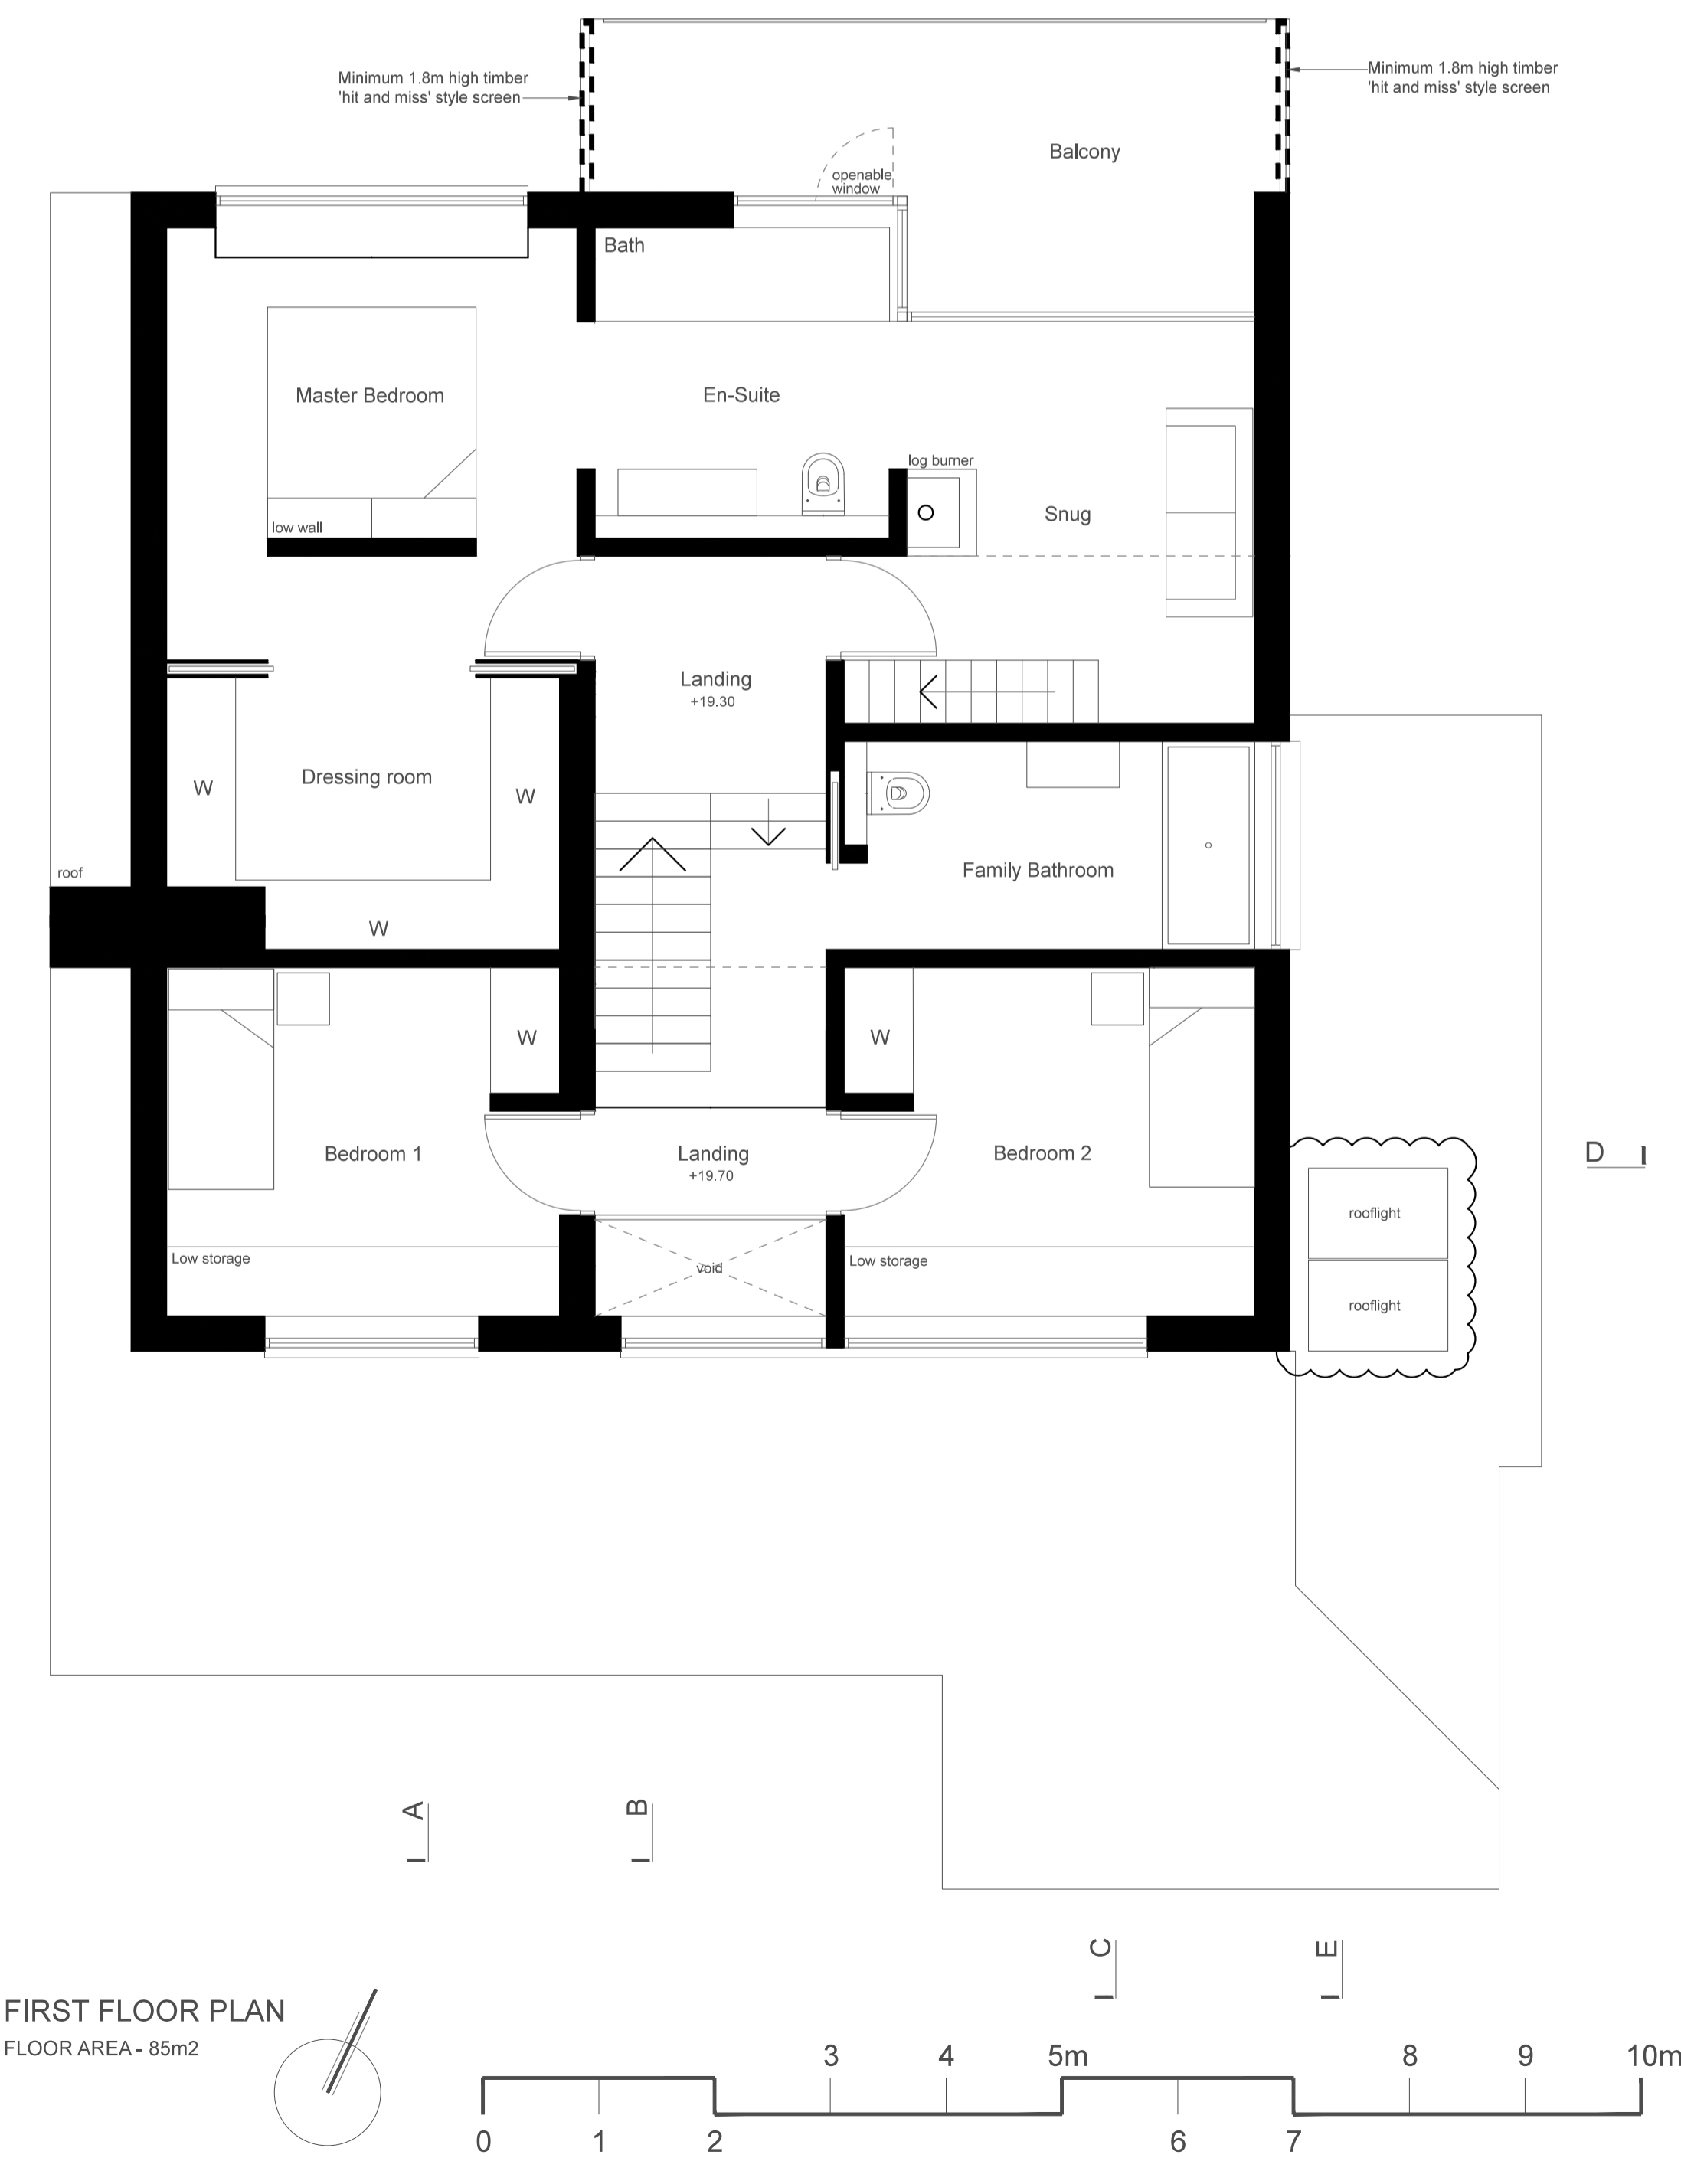 Minimum 1.8m high timber
'hit and miss' style screen
Minimum 1.8m high timber
'hit and miss' style screen
Balcony
openable
window
Bath
Master Bedroom
En-Suite
log burner
low wall
Snug
Landing
+19.30
W
Dressing room
W
roof
Family Bathroom
W
W
W
Bedroom 1
Landing
+19.70
Bedroom 2
D
rooflight
Low storage
void
Low storage
rooflight
A
B
C
E
FIRST FLOOR PLAN
FLOOR AREA - 85m2
3
4
5m
8
9
10m
0
1
2
6
7